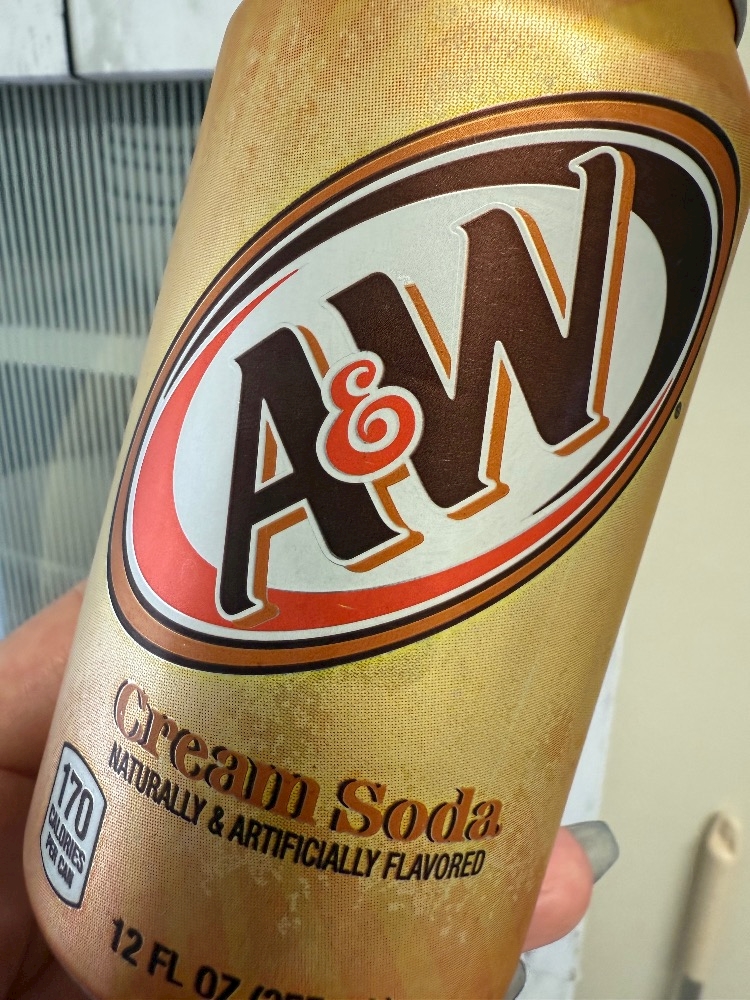 A&W
Cream Soda
NATURALLY & ARTIFICIALLY FLAVORED
170
CALORIES
PER CAN
12 FL OZ